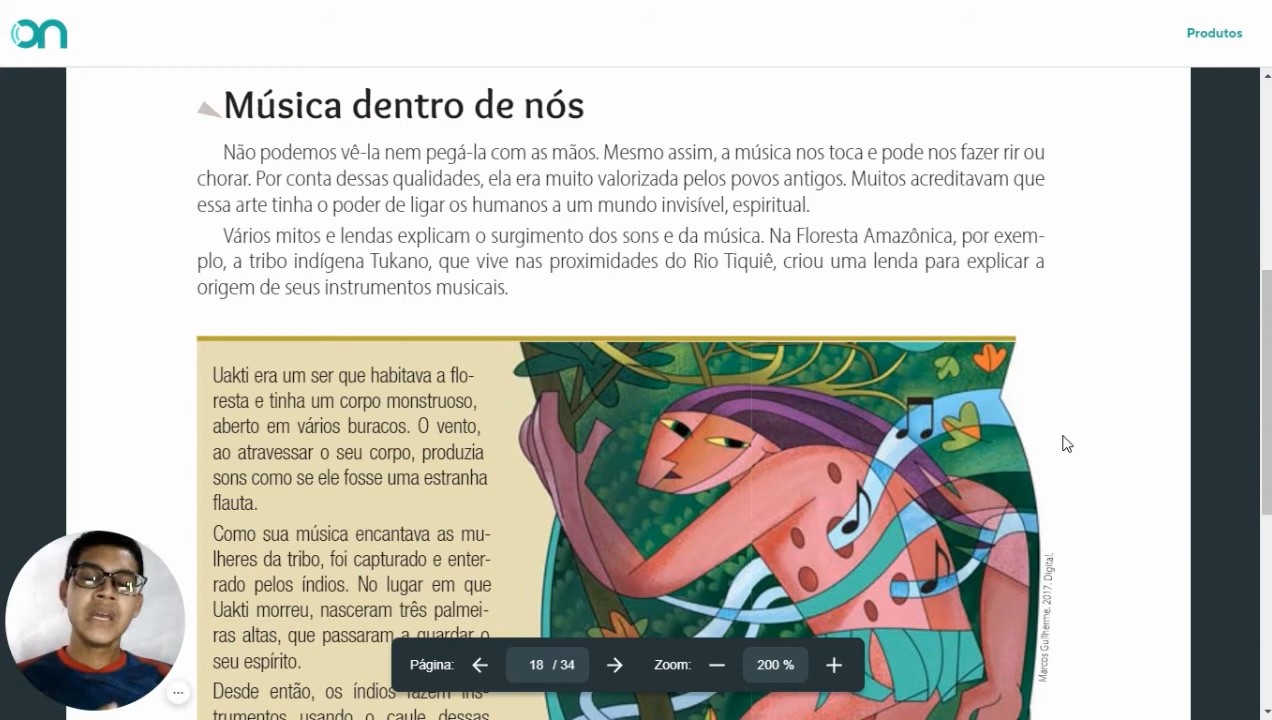 on
Produtos
Música dentro de nós
Não podemos vê-la nem pegá-la com as mãos. Mesmo assim, a música nos toca e pode nos fazer rir ou
chorar. Por conta dessas qualidades, ela era muito valorizada pelos povos antigos. Muitos acreditavam que
essa arte tinha o poder de ligar os humanos a um mundo invisível, espiritual.
Vários mitos e lendas explicam o surgimento dos sons e da música. Na Floresta Amazônica, por exem-
plo, a tribo indígena Tukano, que vive nas proximidades do Rio Tiquiê, criou uma lenda para explicar a
origem de seus instrumentos musicais.
Uakti era um ser que habitava a flo-
resta e tinha um corpo monstruoso,
aberto em vários buracos. O vento,
ao atravessar o seu corpo, produzia
sons como se ele fosse uma estranha
flauta.
Como sua música encantava as mu-
lheres da tribo, foi capturado e enter-
rado pelos índios. No lugar em que
Uakti morreu, nasceram três palmei-
ras altas, que passaram a guardar o
seu espírito.
Desde então, os índios fazem ins-
trumentos usando o caule dessas
Marcos Guilherme. 2017. Digital.
Página: 18 / 34 Zoom: 200 %